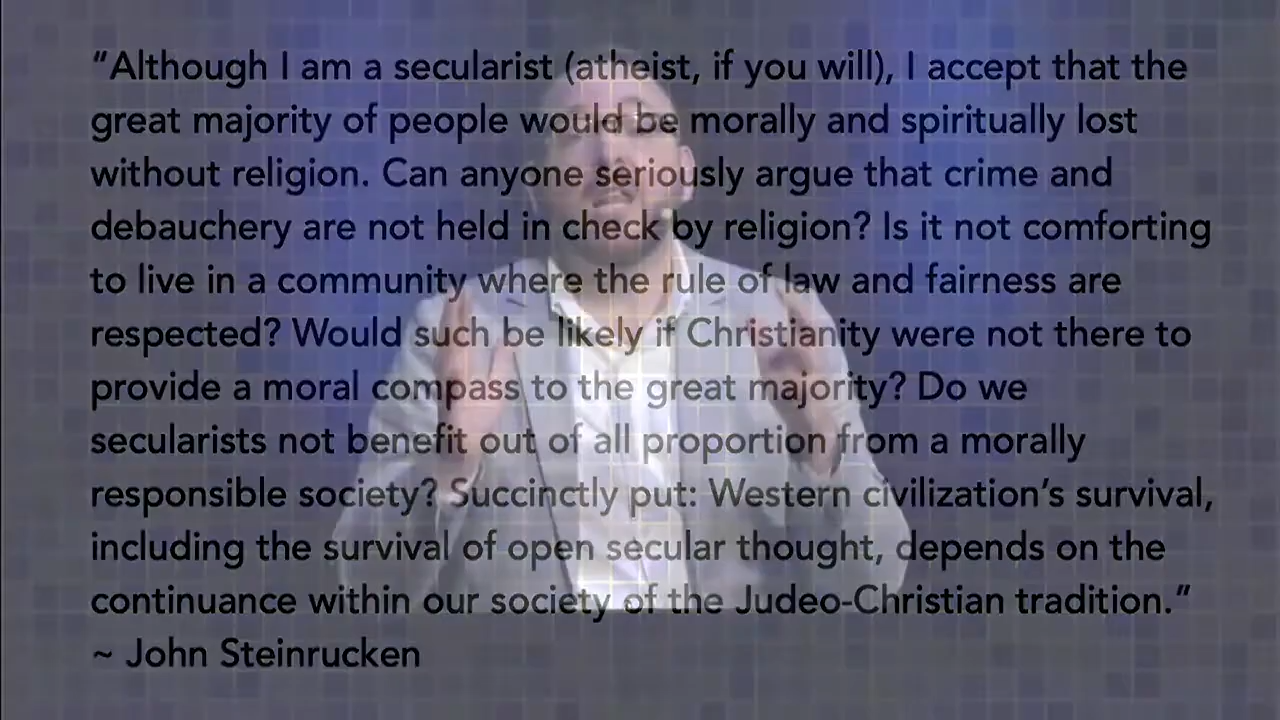 “Although I am a secularist (atheist, if you will), I accept that the
great majority of people would be morally and spiritually lost
without religion. Can anyone seriously argue that crime and
debauchery are not held in check by religion? Is it not comforting
to live in a community where the rule of law and fairness are
respected? Would such be likely if Christianity were not there to
provide a moral compass to the great majority? Do we
secularists not benefit out of all proportion from a morally
responsible society? Succinctly put: Western civilization’s survival,
including the survival of open secular thought, depends on the
continuance within our society of the Judeo-Christian tradition.”
~ John Steinrucken